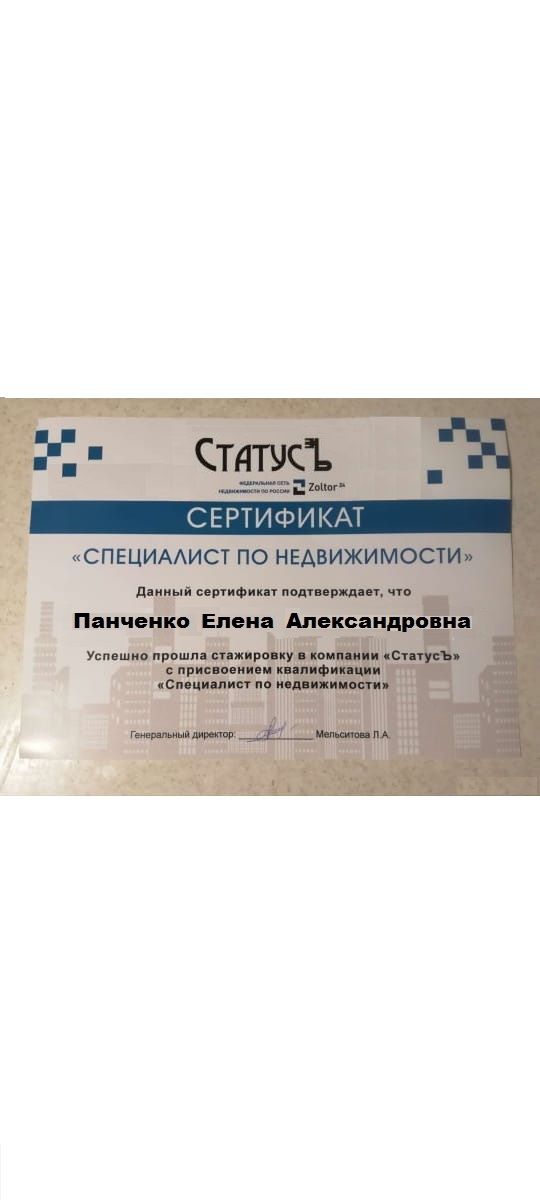 СтатусЪ
ФЕДЕРАЛЬНАЯ СЕТЬ
НЕДВИЖИМОСТИ ПО РОССИИ
Zoltor 24
СЕРТИФИКАТ
«СПЕЦИАЛИСТ ПО НЕДВИЖИМОСТИ»
Данный сертификат подтверждает, что
Панченко Елена Александровна
Успешно прошла стажировку в компании «СтатусЪ»
с присвоением квалификации
«Специалист по недвижимости»
Генеральный директор: Мельситова Л.А.